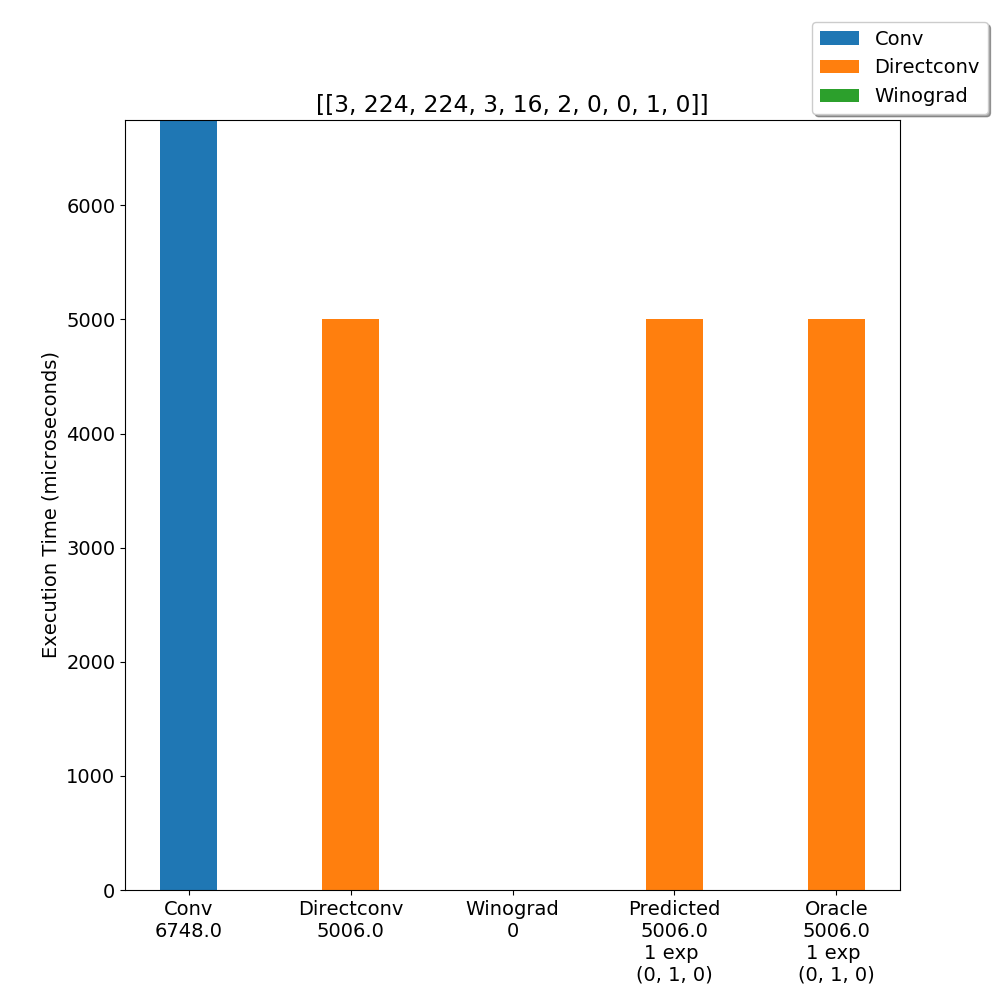 Conv
Directconv
Winograd
[[3, 224, 224, 3, 16, 2, 0, 0, 1, 0]]
Execution Time (microseconds)
6000
5000
4000
3000
2000
1000
0
Conv
6748.0
Directconv
5006.0
Winograd
0
Predicted
5006.0
1 exp
(0, 1, 0)
Oracle
5006.0
1 exp
(0, 1, 0)